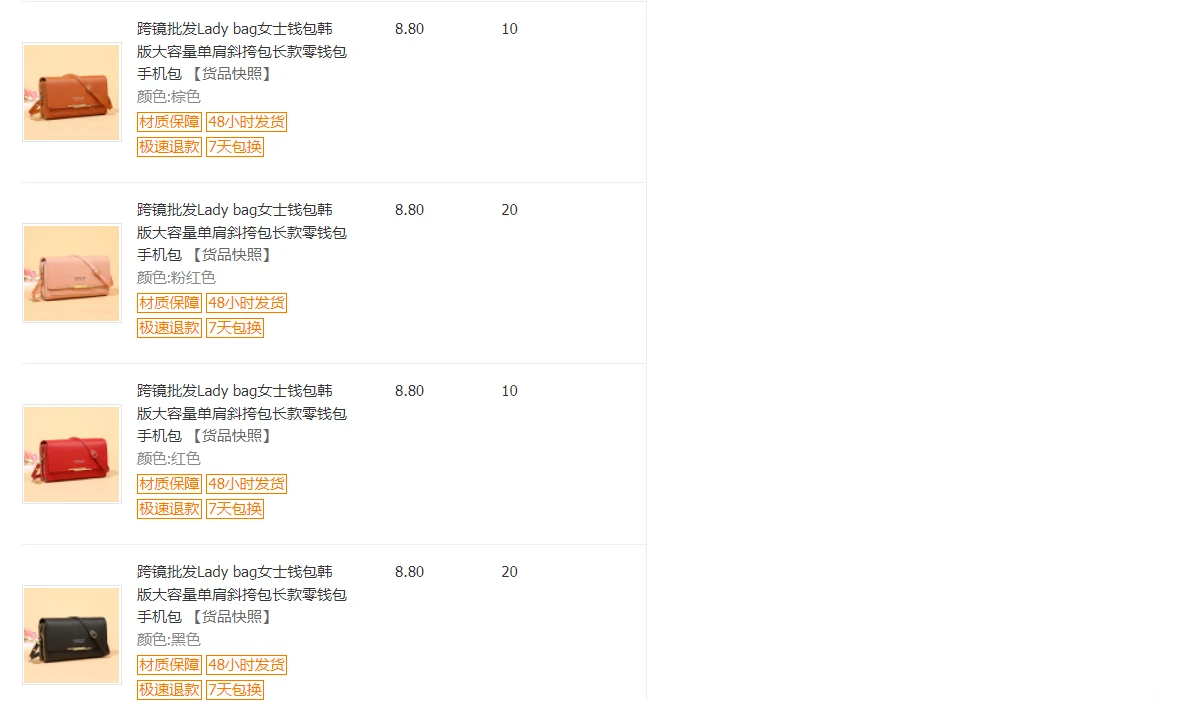 跨镜批发Lady bag女士钱包韩 8.80 10
版大容量单肩斜挎包长款零钱包
手机包 【货品快照】
颜色:棕色
材质保障 48小时发货
极速退款 7天包换
跨镜批发Lady bag女士钱包韩 8.80 20
版大容量单肩斜挎包长款零钱包
手机包 【货品快照】
颜色:粉红色
材质保障 48小时发货
极速退款 7天包换
跨镜批发Lady bag女士钱包韩 8.80 10
版大容量单肩斜挎包长款零钱包
手机包 【货品快照】
颜色:红色
材质保障 48小时发货
极速退款 7天包换
跨镜批发Lady bag女士钱包韩 8.80 20
版大容量单肩斜挎包长款零钱包
手机包 【货品快照】
颜色:黑色
材质保障 48小时发货
极速退款 7天包换